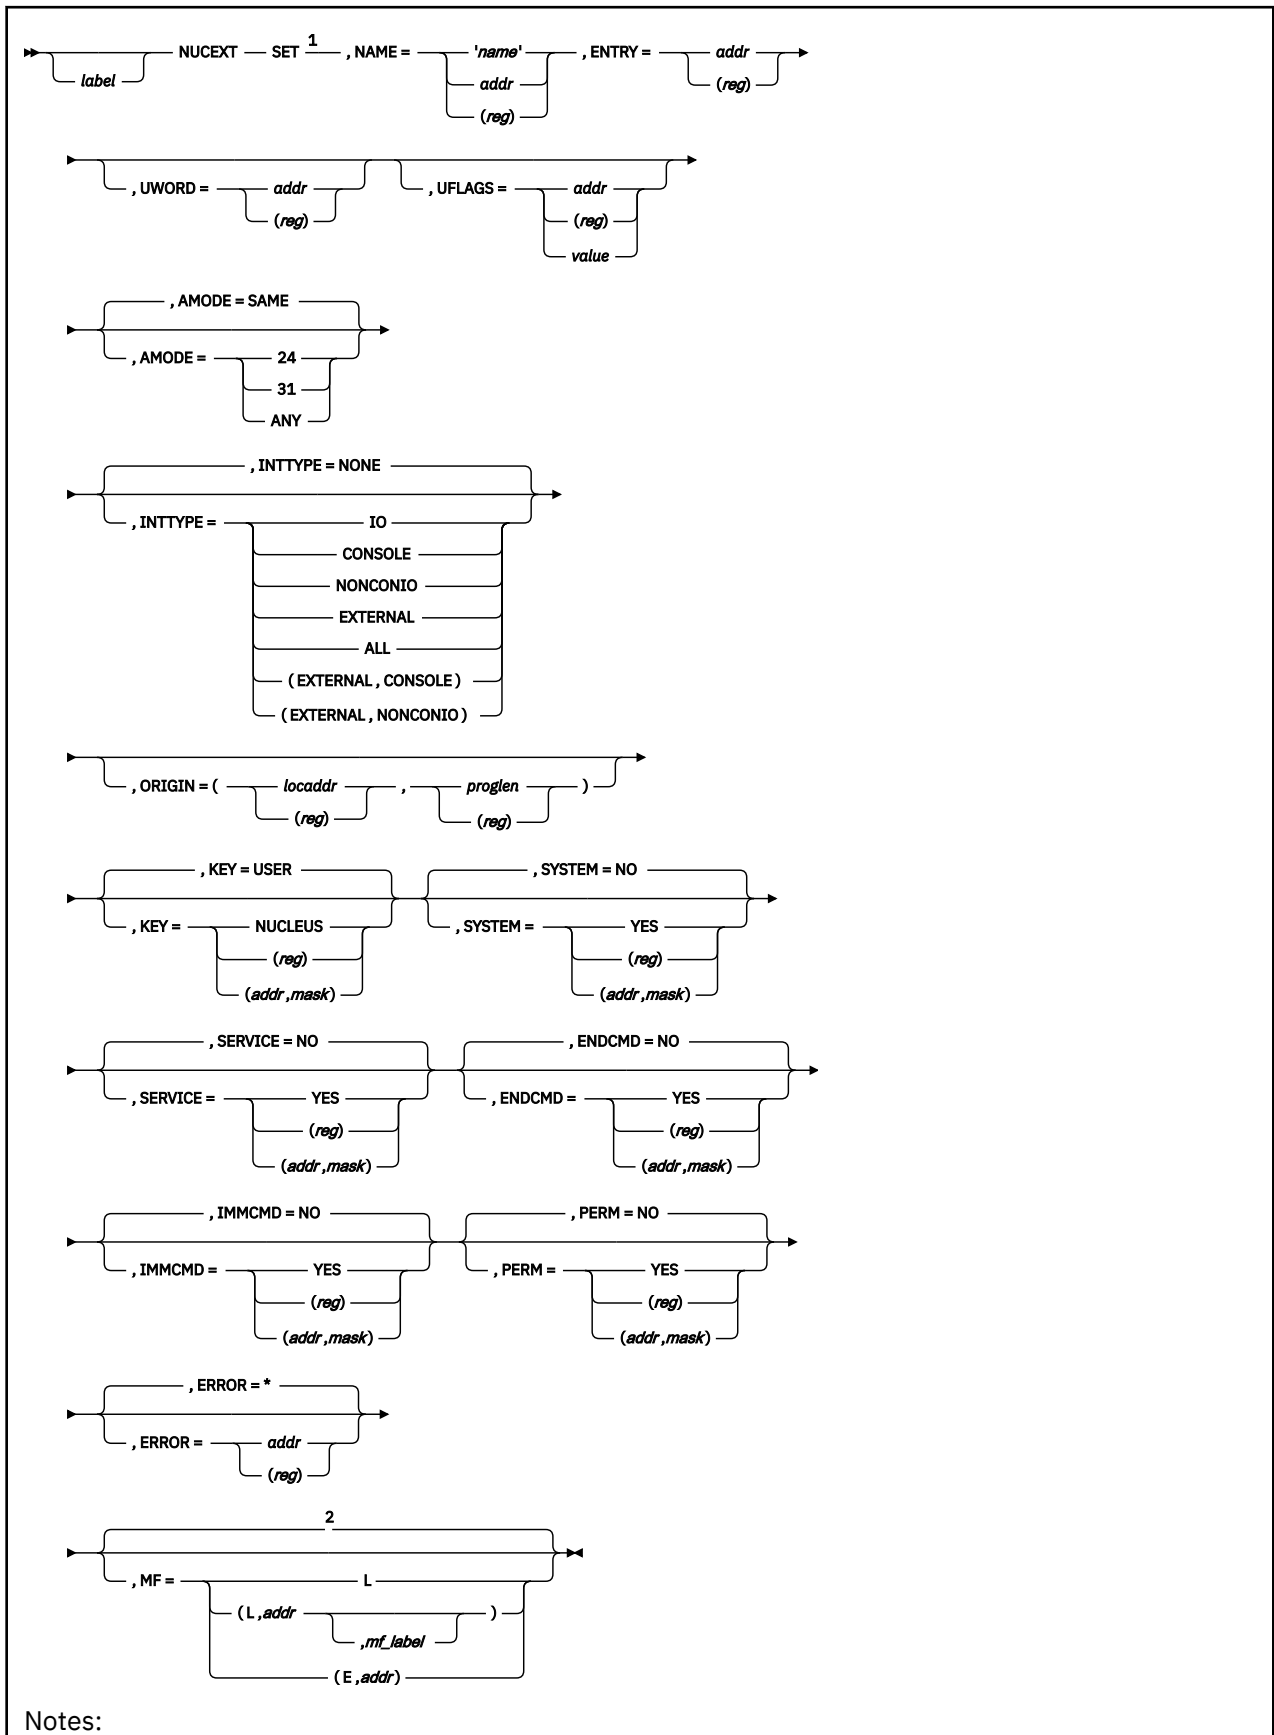 1
NUCEXT SET , NAME = 'name' , ENTRY = addr
label addr (reg)
(reg)
, UWORD = addr , UFLAGS = addr
(reg) (reg)
value
, AMODE = SAME
, AMODE = 24
31
ANY
, INTTYPE = NONE
, INTTYPE = IO
CONSOLE
NONCONIO
EXTERNAL
ALL
( EXTERNAL , CONSOLE )
( EXTERNAL , NONCONIO )
, ORIGIN = ( locaddr , proglen )
(reg) (reg)
, KEY = USER , SYSTEM = NO
, KEY = NUCLEUS , SYSTEM = YES
(reg) (reg)
(addr ,mask) (addr ,mask)
, SERVICE = NO , ENDCMD = NO
, SERVICE = YES , ENDCMD = YES
(reg) (reg)
(addr ,mask) (addr ,mask)
, IMMCMD = NO , PERM = NO
, IMMCMD = YES , PERM = YES
(reg) (reg)
(addr ,mask) (addr ,mask)
, ERROR = *
, ERROR = addr
(reg)
2
, MF = L
( L ,addr )
,mf_label
( E ,addr)
Notes: